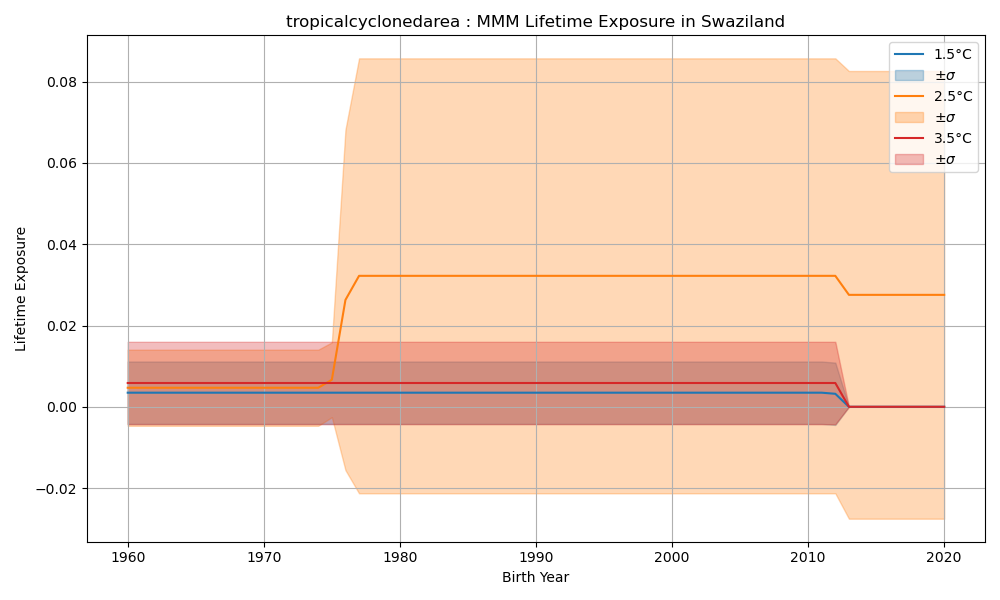 tropicalcyclonedarea : MMM Lifetime Exposure in Swaziland
1.5°C
±σ
2.5°C
±σ
3.5°C
±σ
0.08
0.06
0.04
0.02
0.00
−0.02
Lifetime Exposure
1960 1970 1980 1990 2000 2010 2020
Birth Year